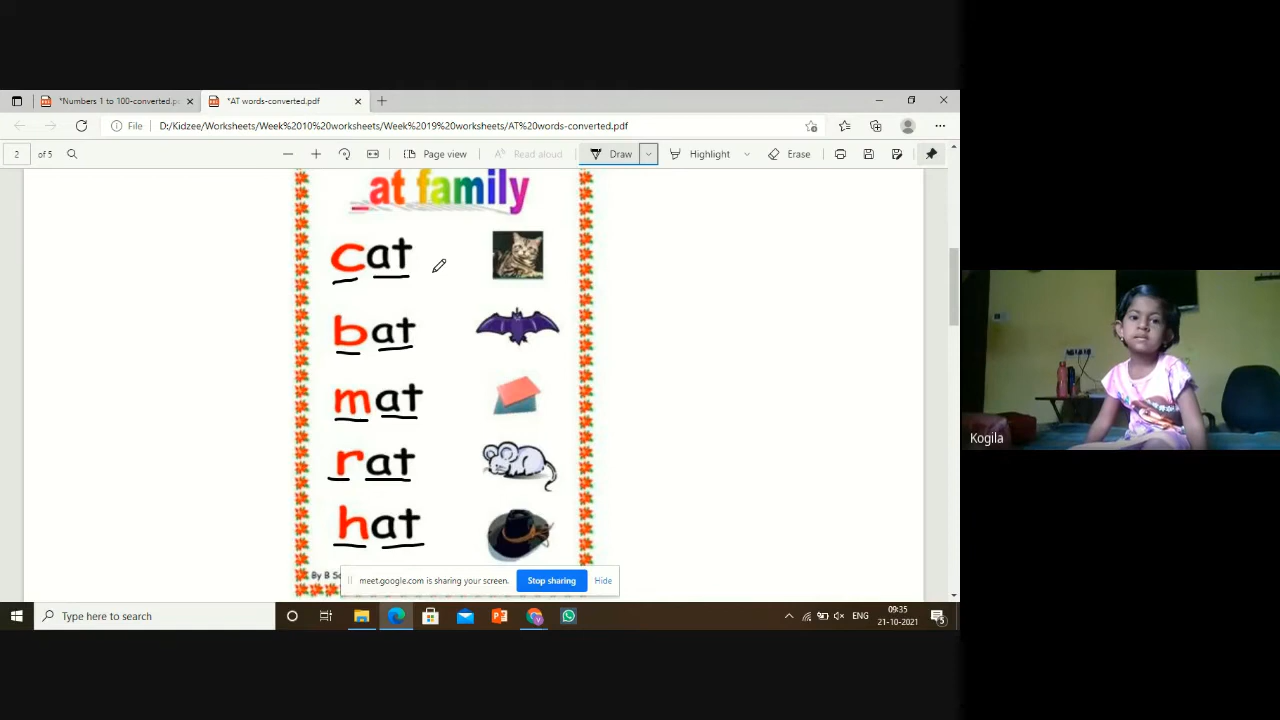 *Numbers 1 to 100-converted.p
*AT words-converted.pdf
File
D:/Kidzee/Worksheets/Week%2010%20worksheets/Week%2019%20worksheets/AT%20words-converted.pdf
2 of 5
Page view
Read aloud
Draw
Highlight
Erase
_at family
cat
bat
mat
rat
hat
By B
meet.google.com is sharing your screen.
Stop sharing
Hide
Kogila
Type here to search
ENG
09:35
21-10-2021
5